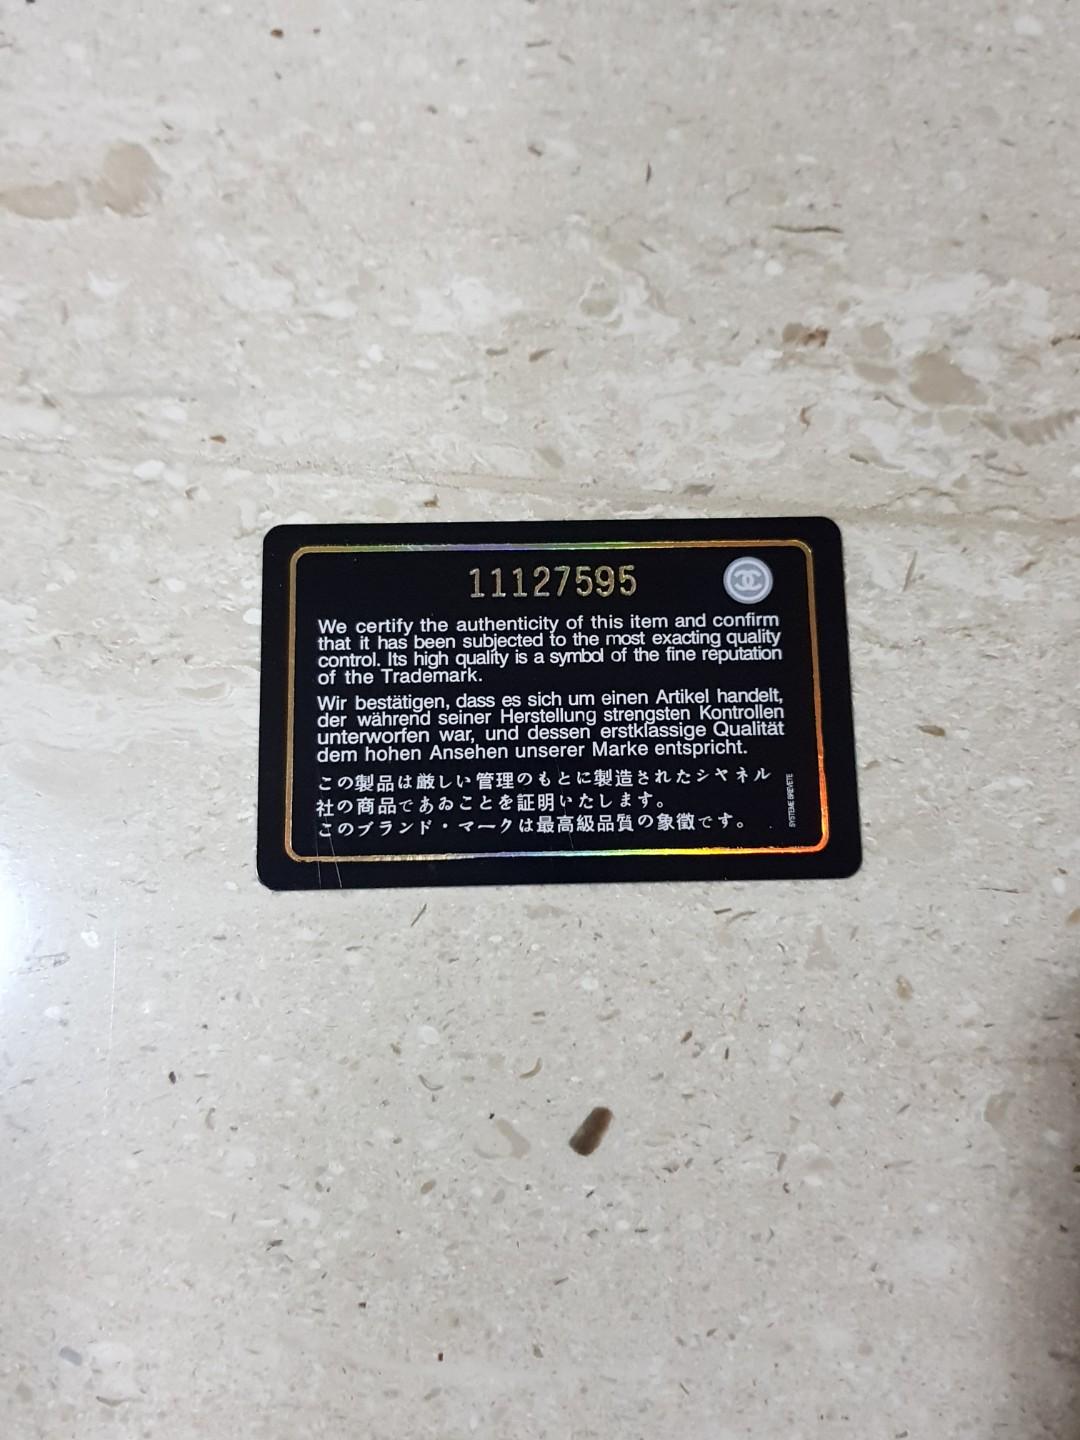 11127595
We certify the authenticity of this item and confirm
that it has been subjected to the most exacting quality
control. Its high quality is a symbol of the fine reputation
of the Trademark.
Wir bestätigen, dass es sich um einen Artikel handelt,
der während seiner Herstellung strengsten Kontrollen
unterworfen war, und dessen erstklassige Qualität
dem hohen Ansehen unserer Marke entspricht.
この製品は厳しい管理のもとに製造されたシヤネル
社の商品であゐことを証明いたします。
このブランド・マークは最高級品質の象徴です。
SYSTEME BREVETE